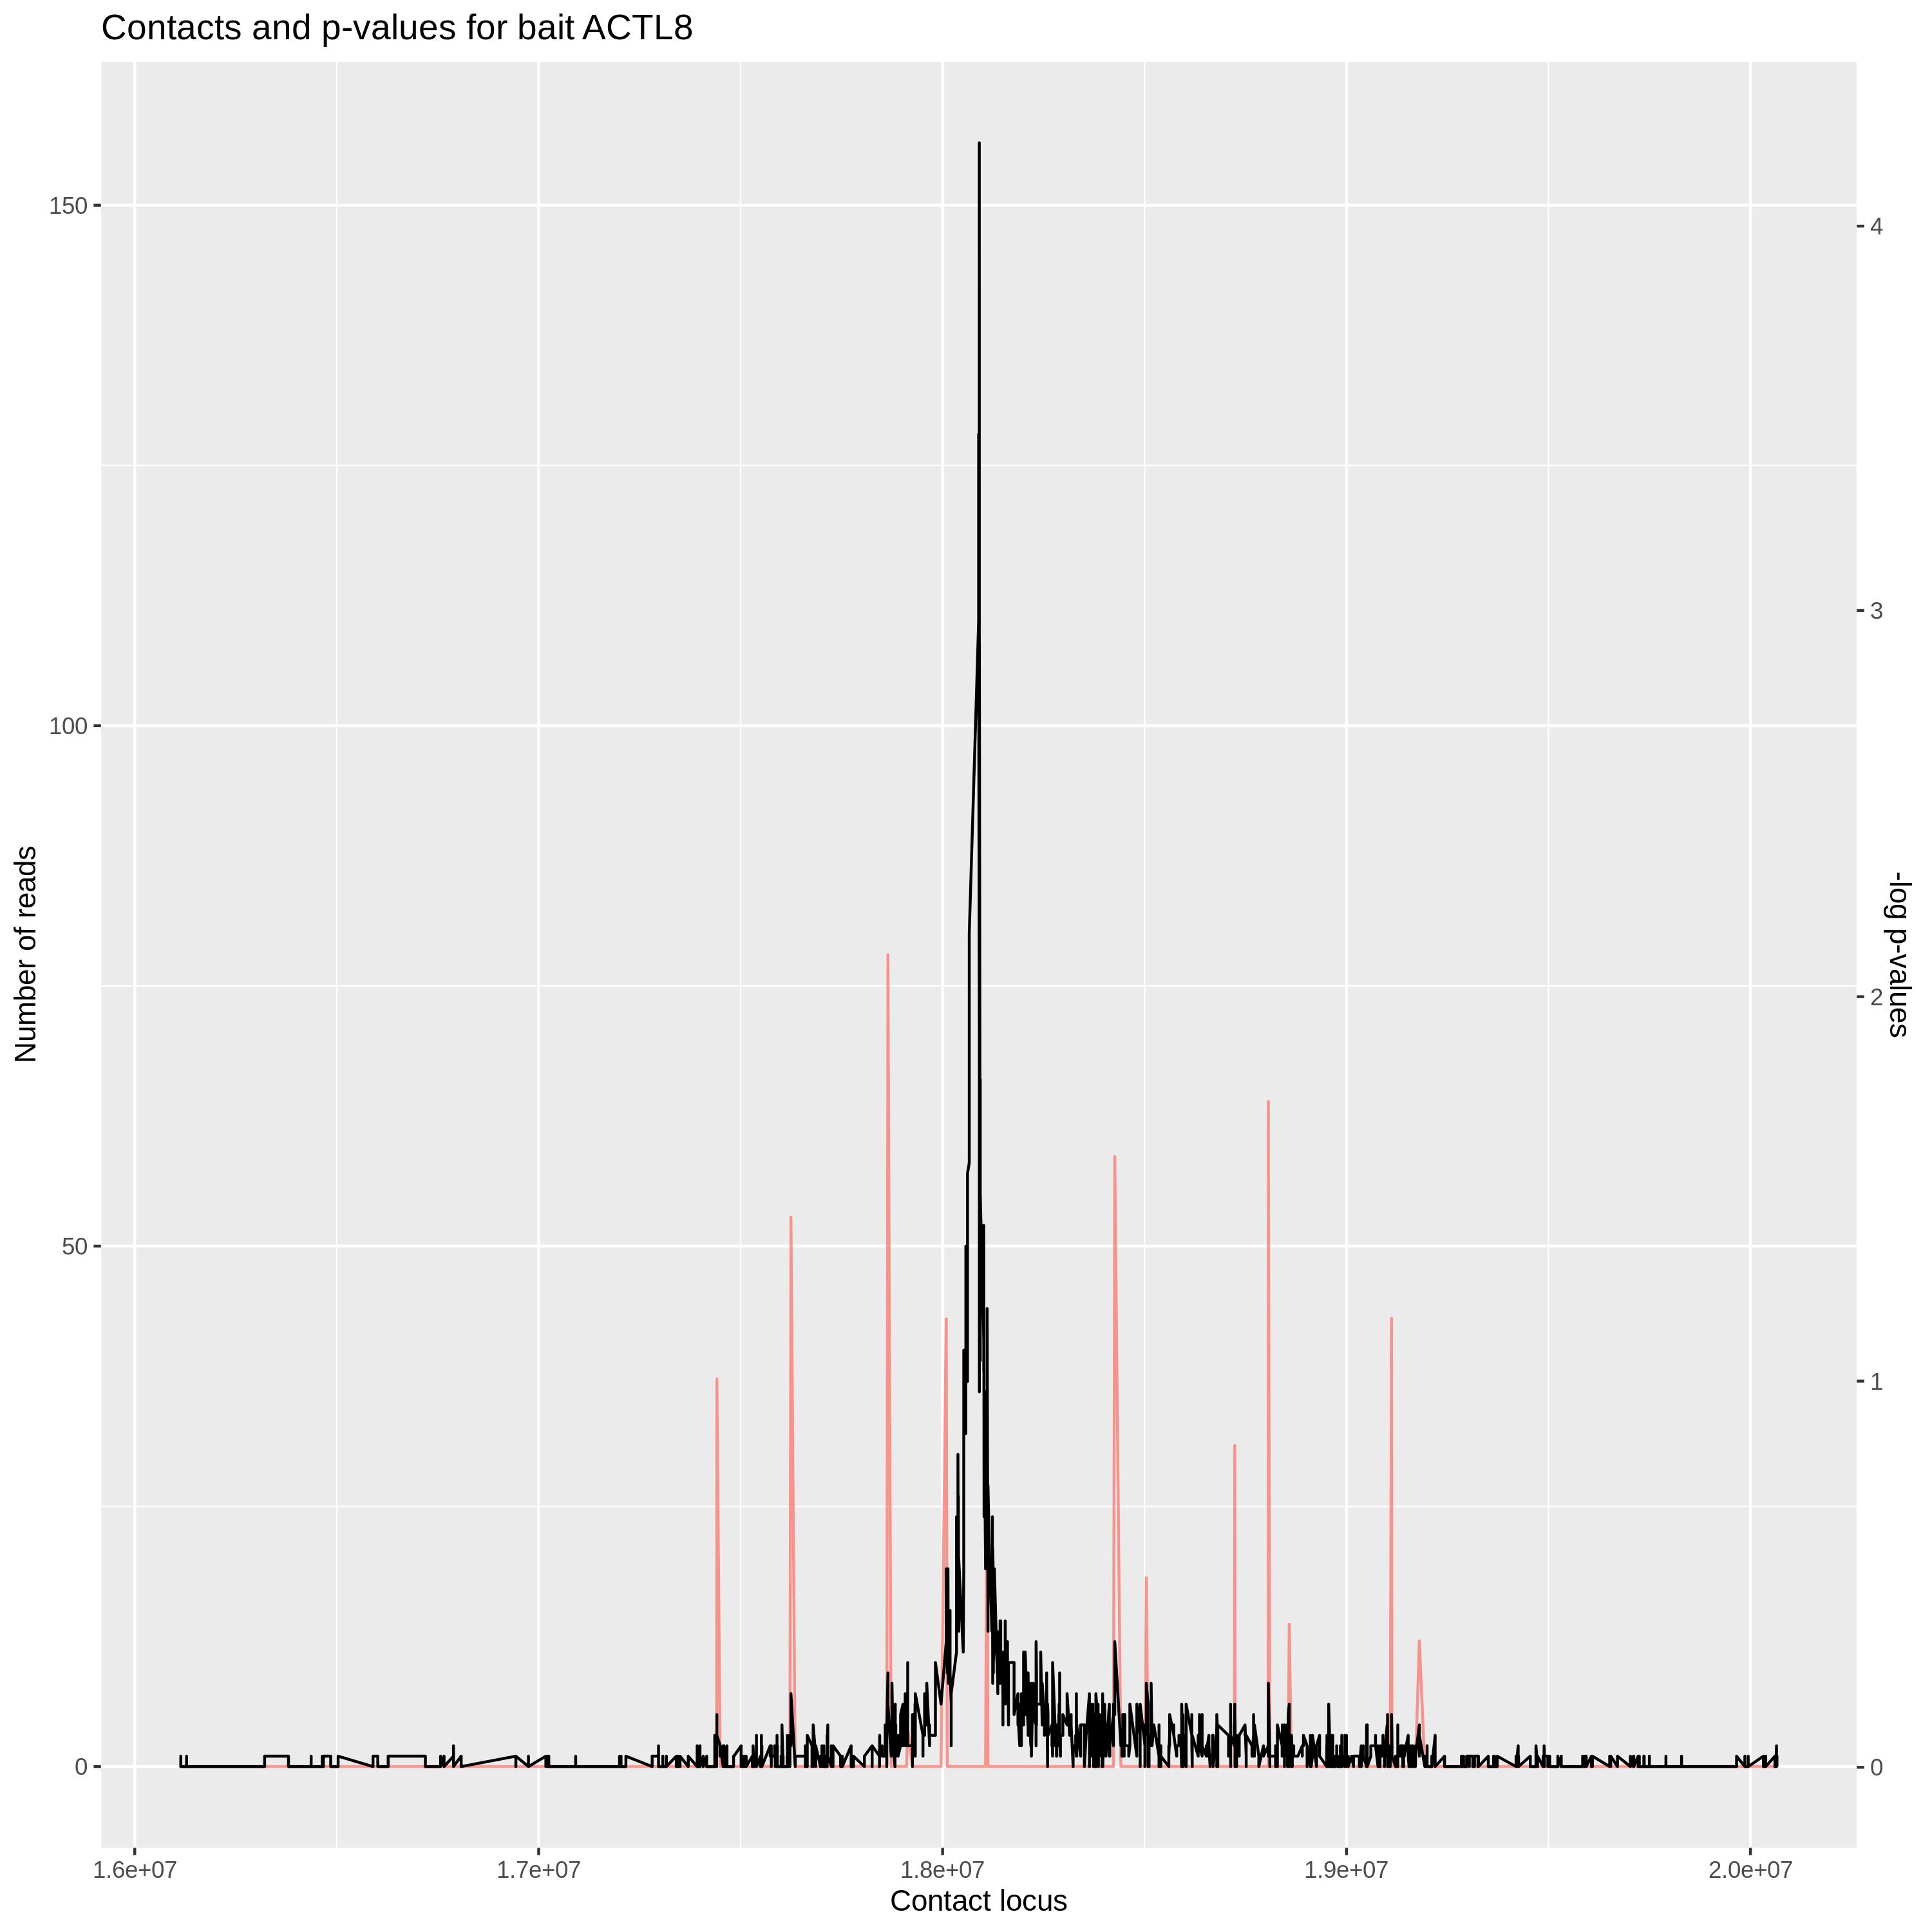 Contacts and p-values for bait ACTL8
150
100
50
0
4
3
2
1
0
Number of reads
-log p-values
1.6e+07
1.7e+07
1.8e+07
1.9e+07
2.0e+07
Contact locus